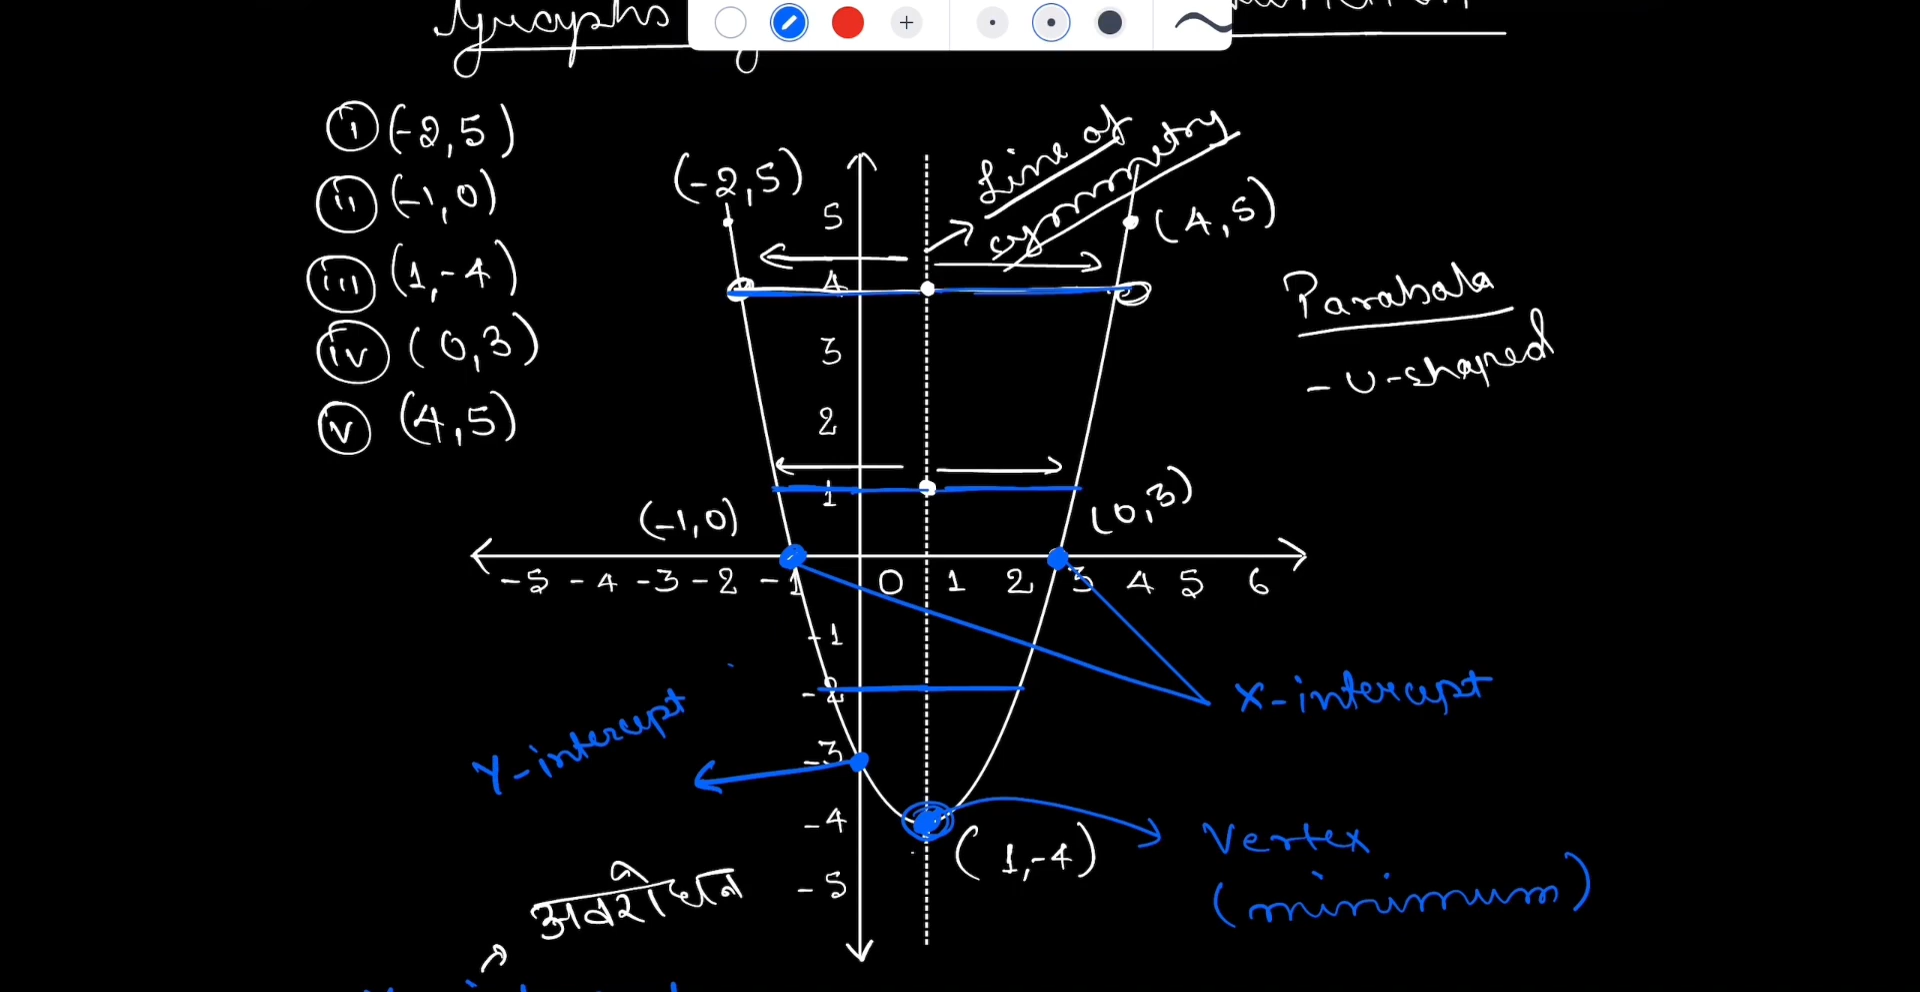 Graphs
(i) (-2,5)
(ii) (-1,0)
(iii) (1,-4)
(iv) (0,3)
(v) (4,5)
(-2,5)
Line of
symmetry
(4,5)
Parabola
- U-shaped
5
4
3
2
1
(-1,0)
(0,3)
-5 -4 -3 -2 -1 0 1 2 3 4 5 6
-1
-2
-3
-4
-5
X-intercept
Y-intercept
(1,-4)
Vertex
(minimum)